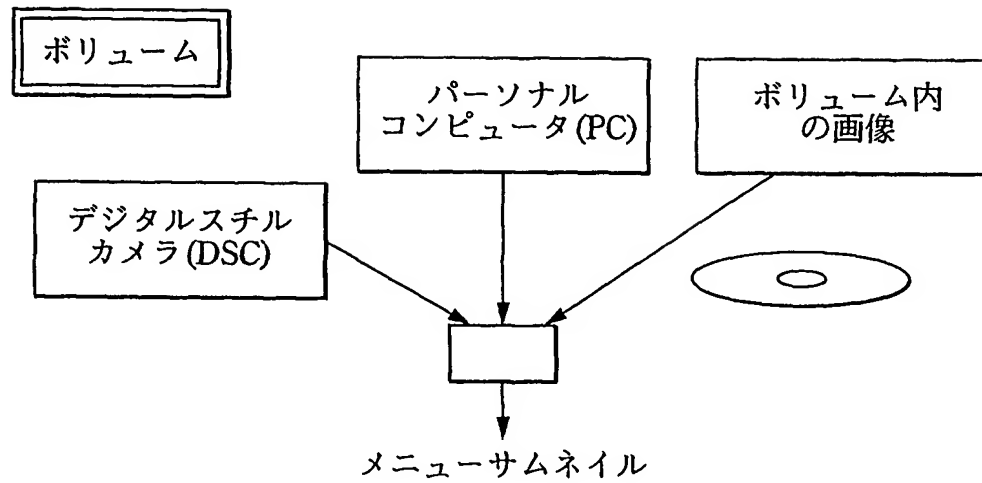 ボリューム
パーソナル
コンピュータ(PC)
ボリューム内
の画像
デジタルスチル
カメラ(DSC)
メニューサムネイル